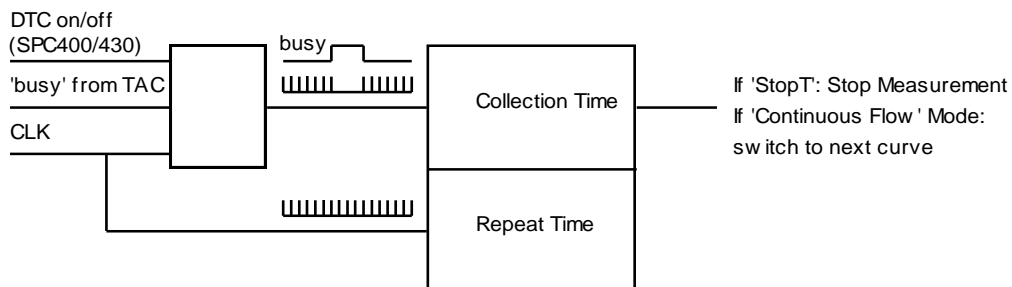 DTC on/off
(SPC400/430)
'busy' from TAC
CLK
busy
Collection Time
Repeat Time
If 'StopT': Stop Measurement
If 'Continuous Flow' Mode:
switch to next curve